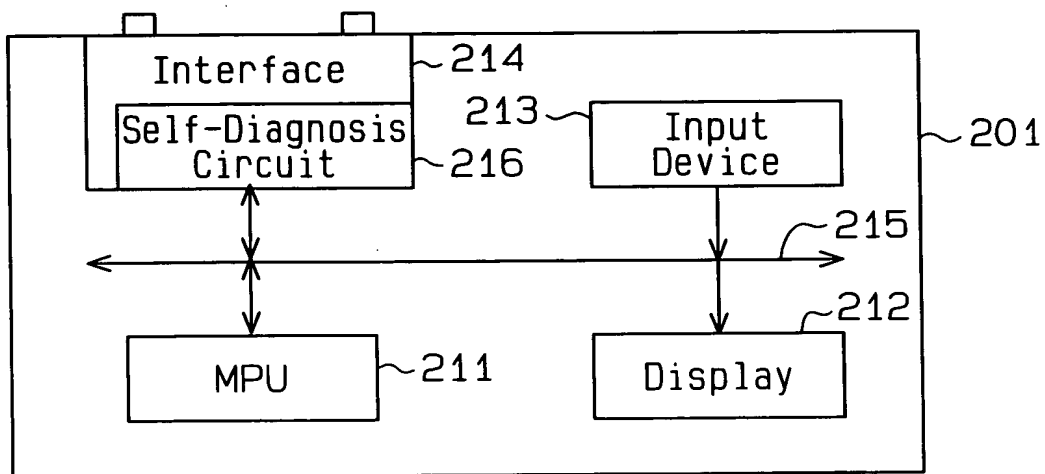 Interface
214
Self-Diagnosis
Circuit
216
213
Input
Device
201
215
MPU
211
212
Display